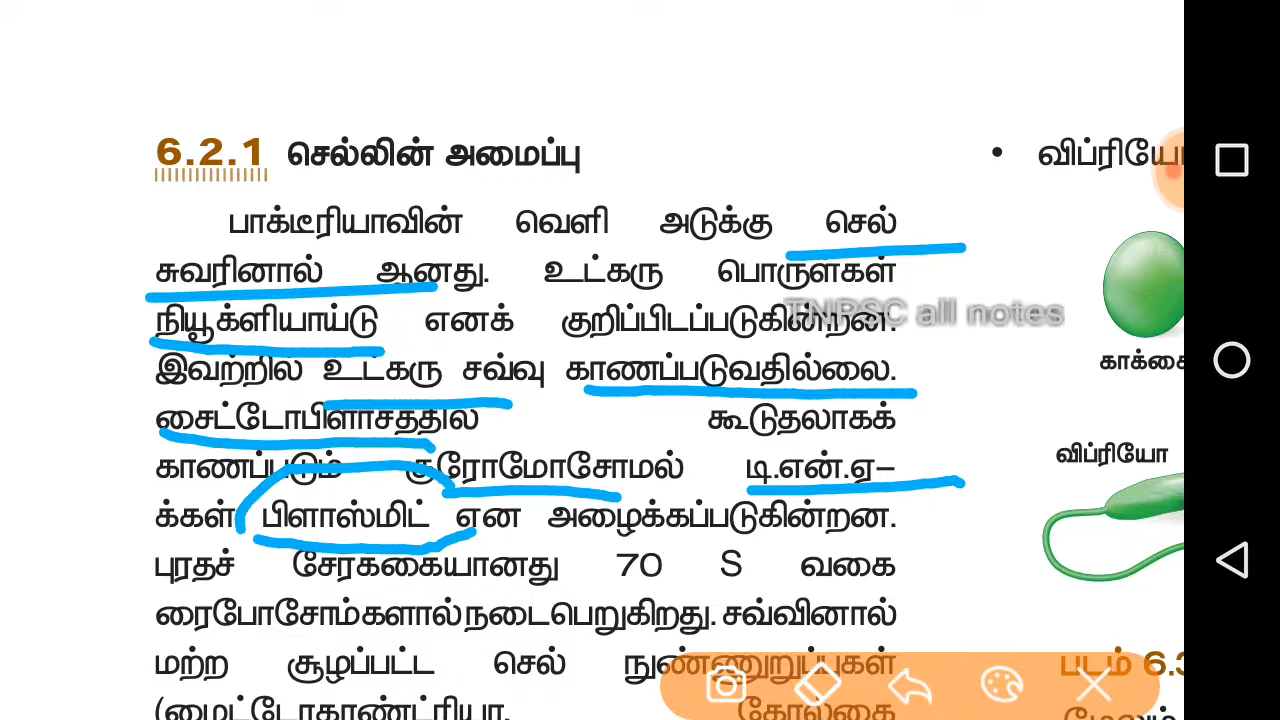 6.2.1 செல்லின் அமைப்பு
பாக்டீரியாவின் வெளி அடுக்கு செல்
சுவரினால் ஆனது. உட்கரு பொருள்கள்
நியூக்ளியாய்டு எனக் குறிப்பிடப்படுகின்றன.
இவற்றில் உட்கரு சவ்வு காணப்படுவதில்லை.
சைட்டோபிளாசத்தில் கூடுதலாகக்
காணப்படும் குரோமோசோமல் டி.என்.ஏ–
க்கள் பிளாஸ்மிட் என அழைக்கப்படுகின்றன.
புரதச் சேர்க்கையானது 70 S வகை
ரைபோசோம்களால் நடைபெறுகிறது. சவ்வினால்
மற்ற சூழப்பட்ட செல் நுண்ணுறுப்புகள்
(மைட்டோகாண்ட்ரியா, கோல்கை
TNPSC all notes
•
விப்ரியோ
படம்
மேலும்